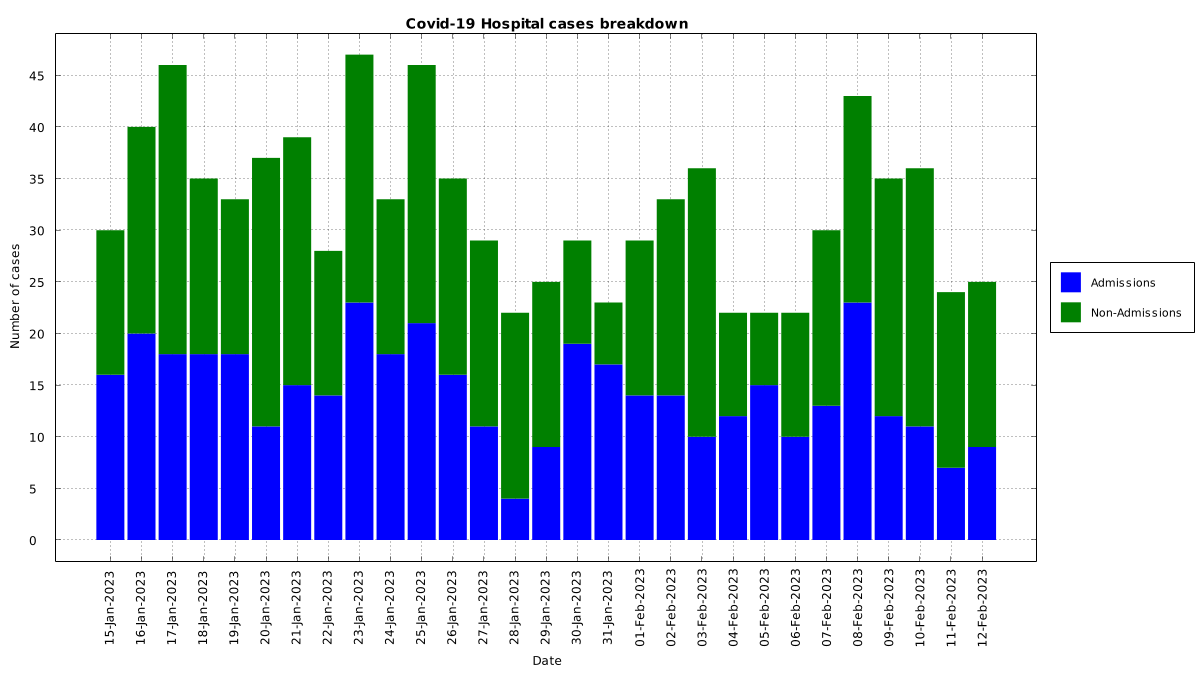 Covid-19 Hospital cases breakdown
45
40
35
30
25
20
15
10
5
0
Number of cases
15-Jan-2023
16-Jan-2023
17-Jan-2023
18-Jan-2023
19-Jan-2023
20-Jan-2023
21-Jan-2023
22-Jan-2023
23-Jan-2023
24-Jan-2023
25-Jan-2023
26-Jan-2023
27-Jan-2023
28-Jan-2023
29-Jan-2023
30-Jan-2023
31-Jan-2023
01-Feb-2023
02-Feb-2023
03-Feb-2023
04-Feb-2023
05-Feb-2023
06-Feb-2023
07-Feb-2023
08-Feb-2023
09-Feb-2023
10-Feb-2023
11-Feb-2023
12-Feb-2023
Date
Admissions
Non-Admissions